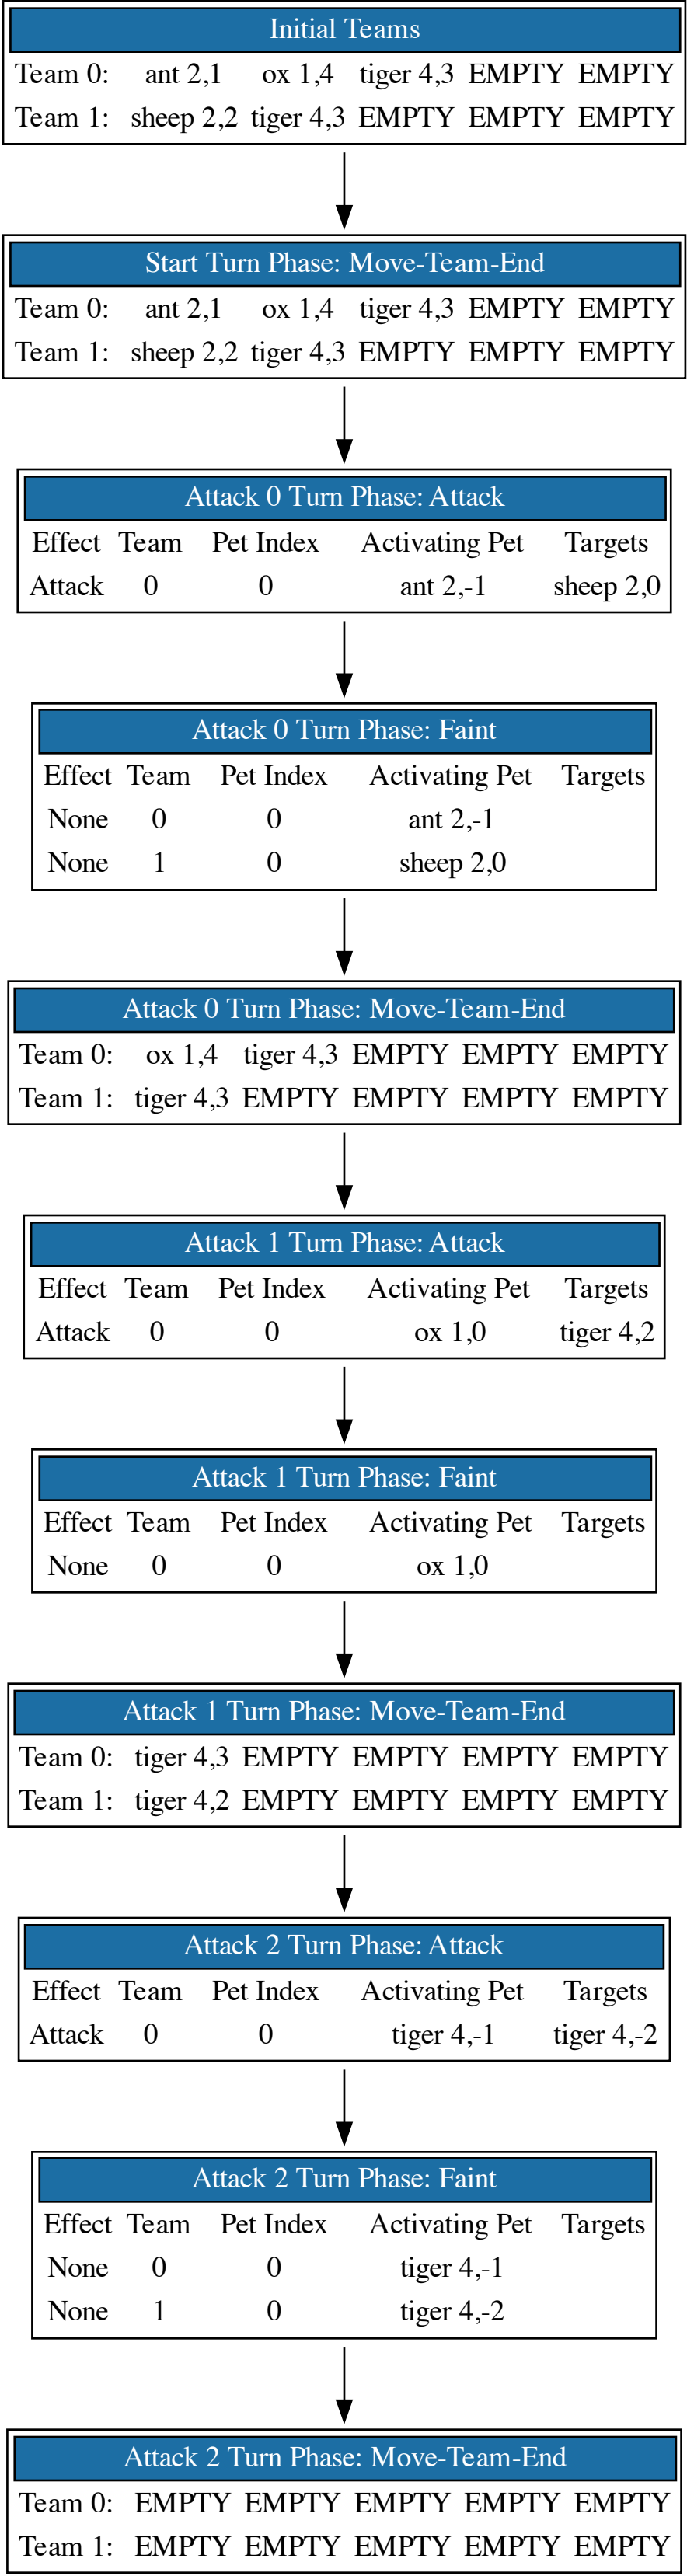 Initial Teams
Team 0: ant 2,1 ox 1,4 tiger 4,3 EMPTY EMPTY
Team 1: sheep 2,2 tiger 4,3 EMPTY EMPTY EMPTY
Start Turn Phase: Move-Team-End
Team 0: ant 2,1 ox 1,4 tiger 4,3 EMPTY EMPTY
Team 1: sheep 2,2 tiger 4,3 EMPTY EMPTY EMPTY
Attack 0 Turn Phase: Attack
Effect Team Pet Index Activating Pet Targets
Attack 0 0 ant 2,-1 sheep 2,0
Attack 0 Turn Phase: Faint
Effect Team Pet Index Activating Pet Targets
None 0 0 ant 2,-1
None 1 0 sheep 2,0
Attack 0 Turn Phase: Move-Team-End
Team 0: ox 1,4 tiger 4,3 EMPTY EMPTY EMPTY
Team 1: tiger 4,3 EMPTY EMPTY EMPTY EMPTY
Attack 1 Turn Phase: Attack
Effect Team Pet Index Activating Pet Targets
Attack 0 0 ox 1,0 tiger 4,2
Attack 1 Turn Phase: Faint
Effect Team Pet Index Activating Pet Targets
None 0 0 ox 1,0
Attack 1 Turn Phase: Move-Team-End
Team 0: tiger 4,3 EMPTY EMPTY EMPTY EMPTY
Team 1: tiger 4,2 EMPTY EMPTY EMPTY EMPTY
Attack 2 Turn Phase: Attack
Effect Team Pet Index Activating Pet Targets
Attack 0 0 tiger 4,-1 tiger 4,-2
Attack 2 Turn Phase: Faint
Effect Team Pet Index Activating Pet Targets
None 0 0 tiger 4,-1
None 1 0 tiger 4,-2
Attack 2 Turn Phase: Move-Team-End
Team 0: EMPTY EMPTY EMPTY EMPTY EMPTY
Team 1: EMPTY EMPTY EMPTY EMPTY EMPTY